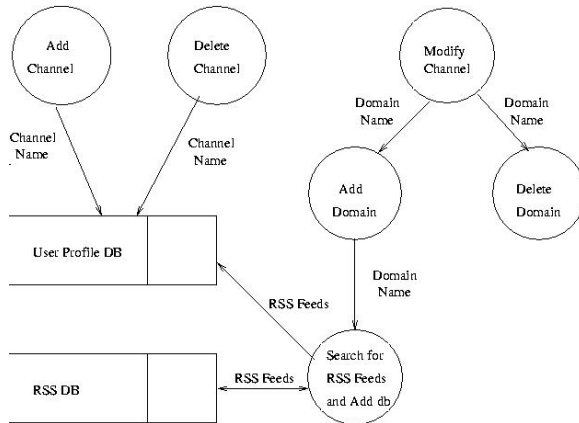 Add
Channel
Delete
Channel
Modify
Channel
Channel
Name
Channel
Name
Domain
Name
Domain
Name
Add
Domain
Delete
Domain
User Profile DB
Domain
Name
RSS Feeds
RSS DB
RSS Feeds
Search for
RSS Feeds
and Add db